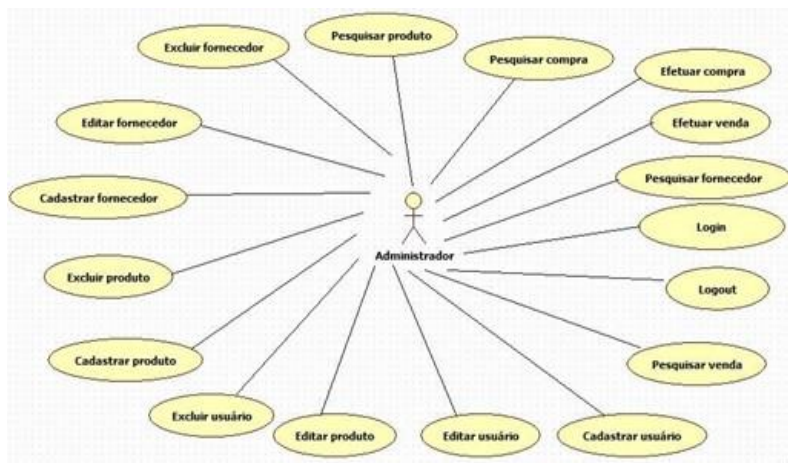 Excluir fornecedor
Pesquisar produto
Pesquisar compra
Efetuar compra
Editar fornecedor
Efetuar venda
Pesquisar fornecedor
Cadastrar fornecedor
Login
Administrador
Excluir produto
Logout
Cadastrar produto
Pesquisar venda
Excluir usuário
Editar produto
Editar usuário
Cadastrar usuário